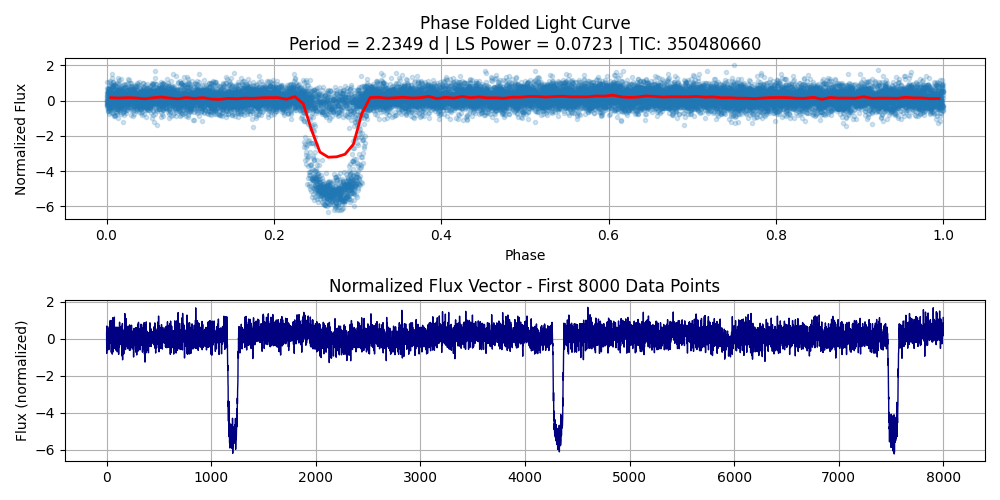 Phase Folded Light Curve
Period = 2.2349 d | LS Power = 0.0723 | TIC: 350480660
Normalized Flux
2
0
−2
−4
−6
0.0 0.2 0.4 0.6 0.8 1.0
Phase
Normalized Flux Vector - First 8000 Data Points
Flux (normalized)
2
0
−2
−4
−6
0 1000 2000 3000 4000 5000 6000 7000 8000